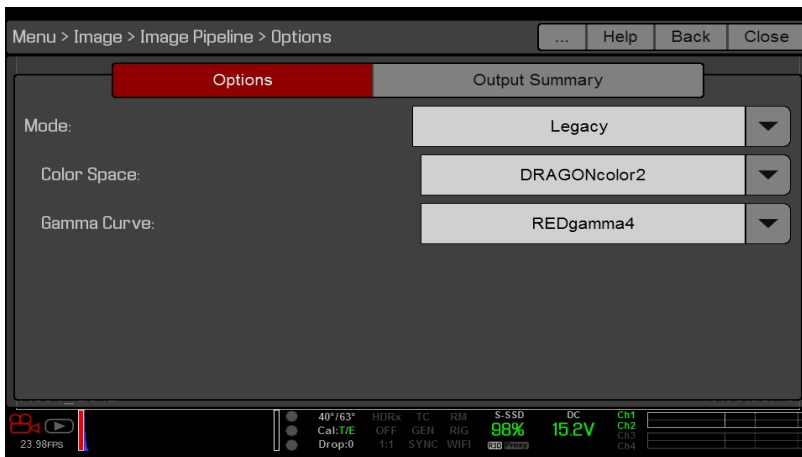 Menu > Image > Image Pipeline > Options
... Help Back Close
Options Output Summary
Mode: Legacy
Color Space: DRAGONcolor2
Gamma Curve: REDgamma4
40°/63° HDRx TC RM S-SSD DC Ch1
Cal:T/E OFF GEN RIG 98% 15.2V Ch2
Ch3
23.98FPS Drop:0 1:1 SYNC WIFI R3D Proxy Ch4